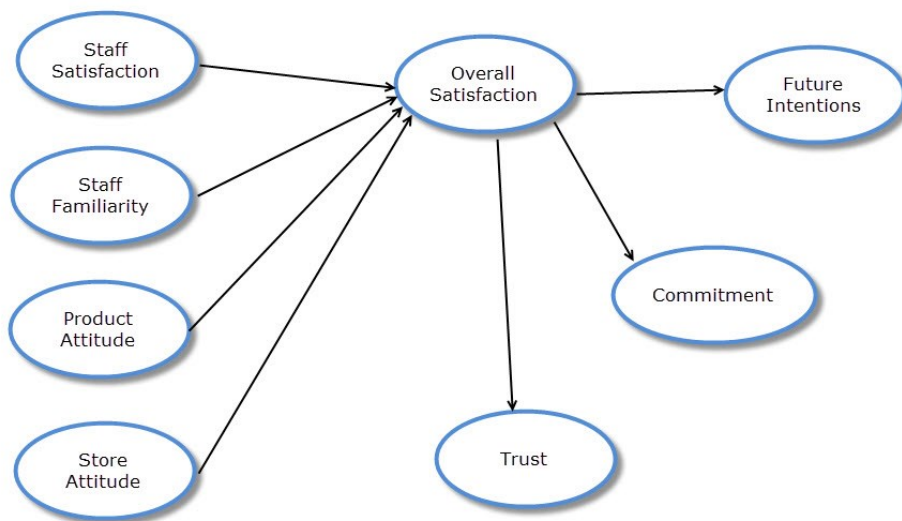 Staff
Satisfaction
Overall
Satisfaction
Future
Intentions
Staff
Familiarity
Commitment
Product
Attitude
Store
Attitude
Trust